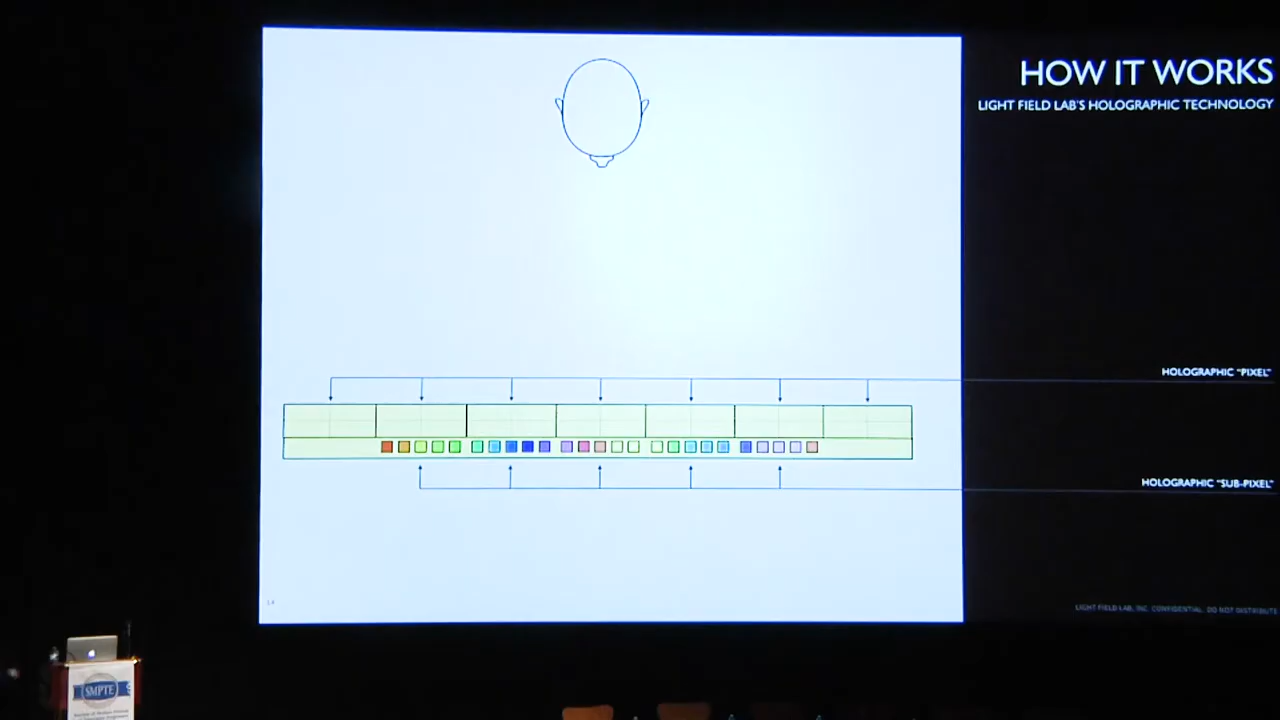 HOW IT WORKS
LIGHT FIELD LAB'S HOLOGRAPHIC TECHNOLOGY
HOLOGRAPHIC "PIXEL"
HOLOGRAPHIC "SUB-PIXEL"
LIGHT FIELD LAB, INC. CONFIDENTIAL. DO NOT DISTRIBUTE
SMPTE